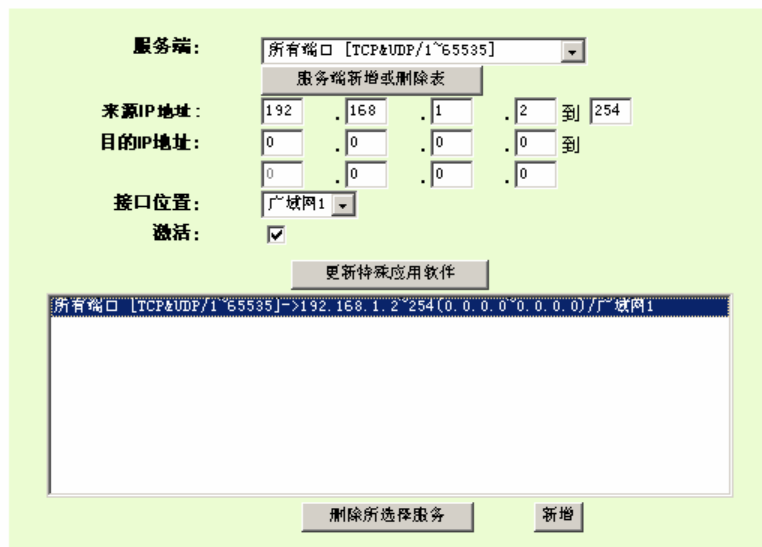 服务端： 所有端口 [TCP&UDP/1~65535]
服务端新增或删除表
来源IP地址： 192 . 168 . 1 . 2 到 254
目的IP地址： 0 . 0 . 0 . 0 到
0 . 0 . 0 . 0
接口位置： 广域网1
激活：
更新特殊应用软件
所有端口 [TCP&UDP/1~65535]->192.168.1.2~254(0.0.0.0~0.0.0.0)/广域网1
删除所选择服务 新增